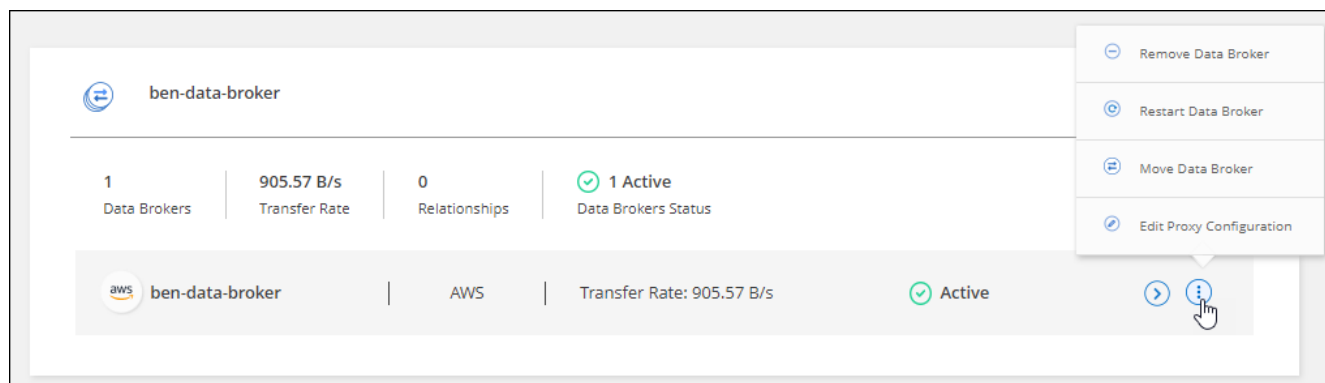 Remove Data Broker
Restart Data Broker
Move Data Broker
Edit Proxy Configuration
ben-data-broker
1
Data Brokers
905.57 B/s
Transfer Rate
0
Relationships
1 Active
Data Brokers Status
aws ben-data-broker AWS Transfer Rate: 905.57 B/s Active